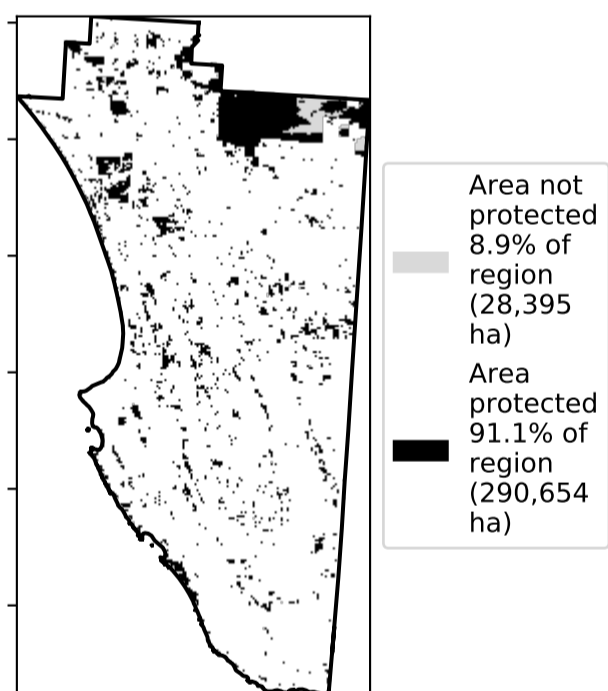 Area not
protected
8.9% of
region
(28,395
ha)
Area
protected
91.1% of
region
(290,654
ha)